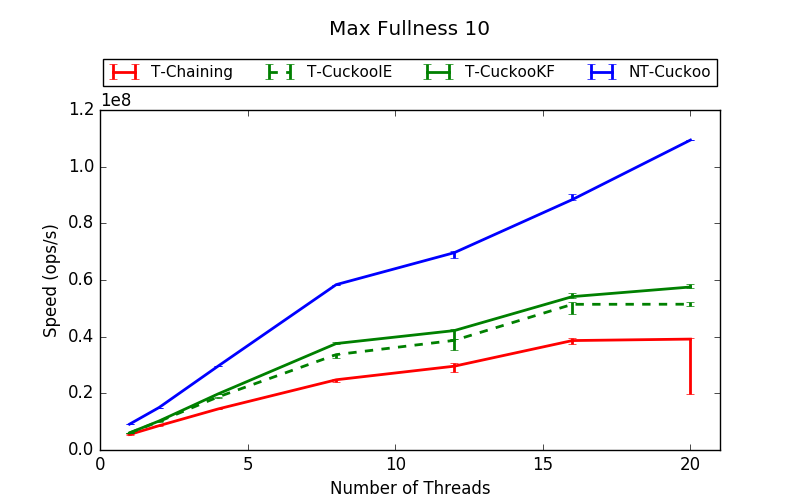 Max Fullness 10
T-Chaining T-CuckooIE T-CuckooKF NT-Cuckoo
1e8
1.2
1.0
0.8
0.6
0.4
0.2
0.0
Speed (ops/s)
0 5 10 15 20
Number of Threads